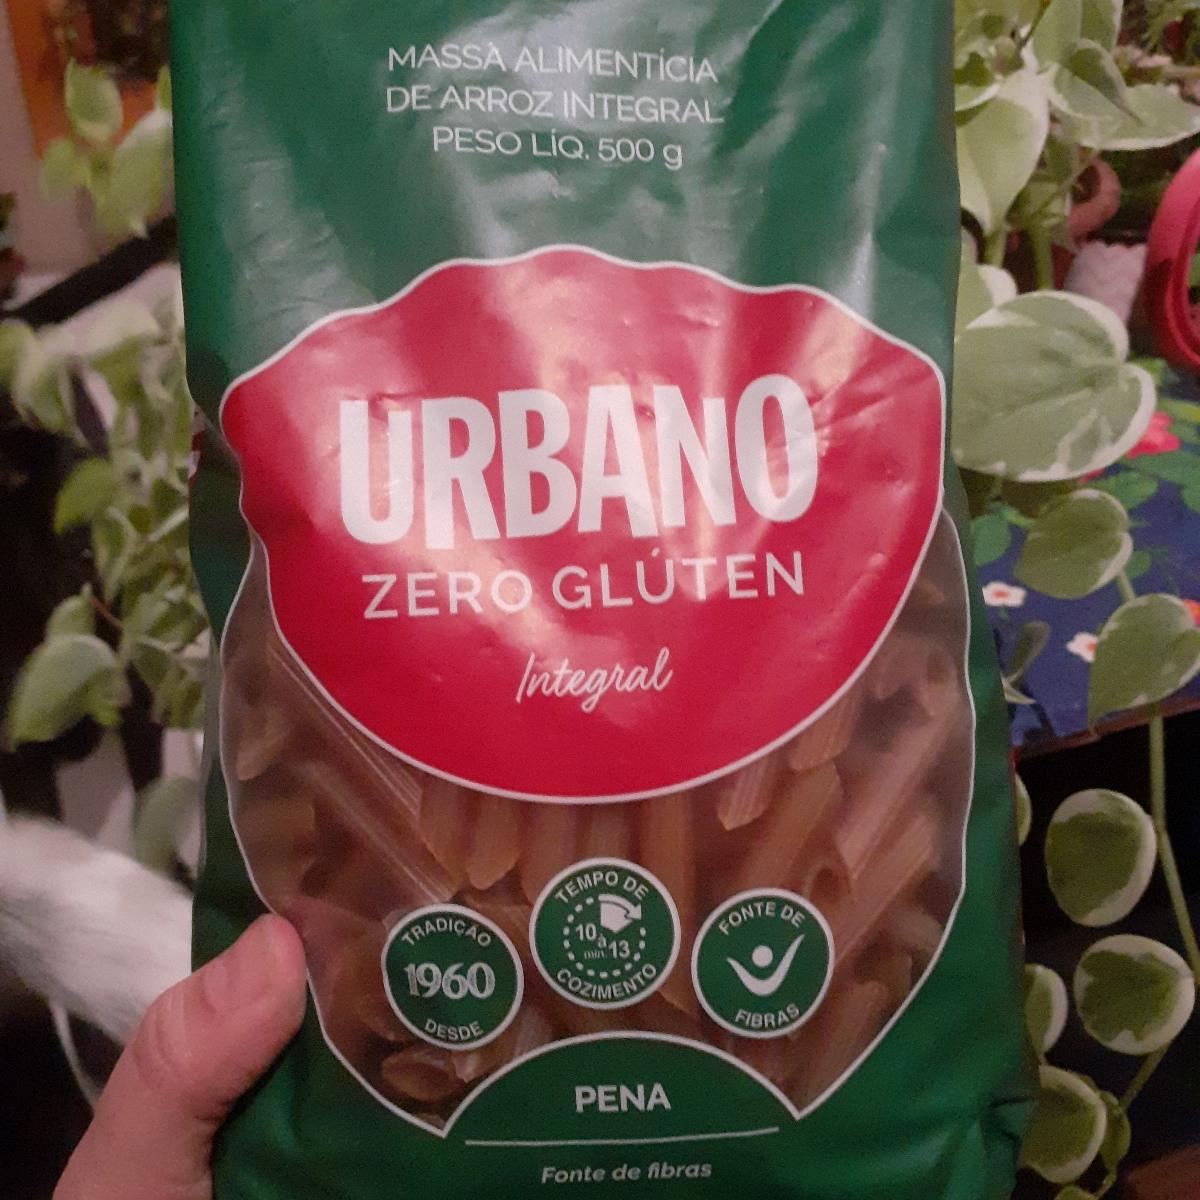 MASSA ALIMENTÍCIA
DE ARROZ INTEGRAL
PESO LÍQ. 500 g
URBANO
ZERO GLÚTEN
Integral
TRADIÇÃO
1960
DESDE
TEMPO DE
10 a
min. 13
COZIMENTO
FONTE DE
FIBRAS
PENA
Fonte de fibras